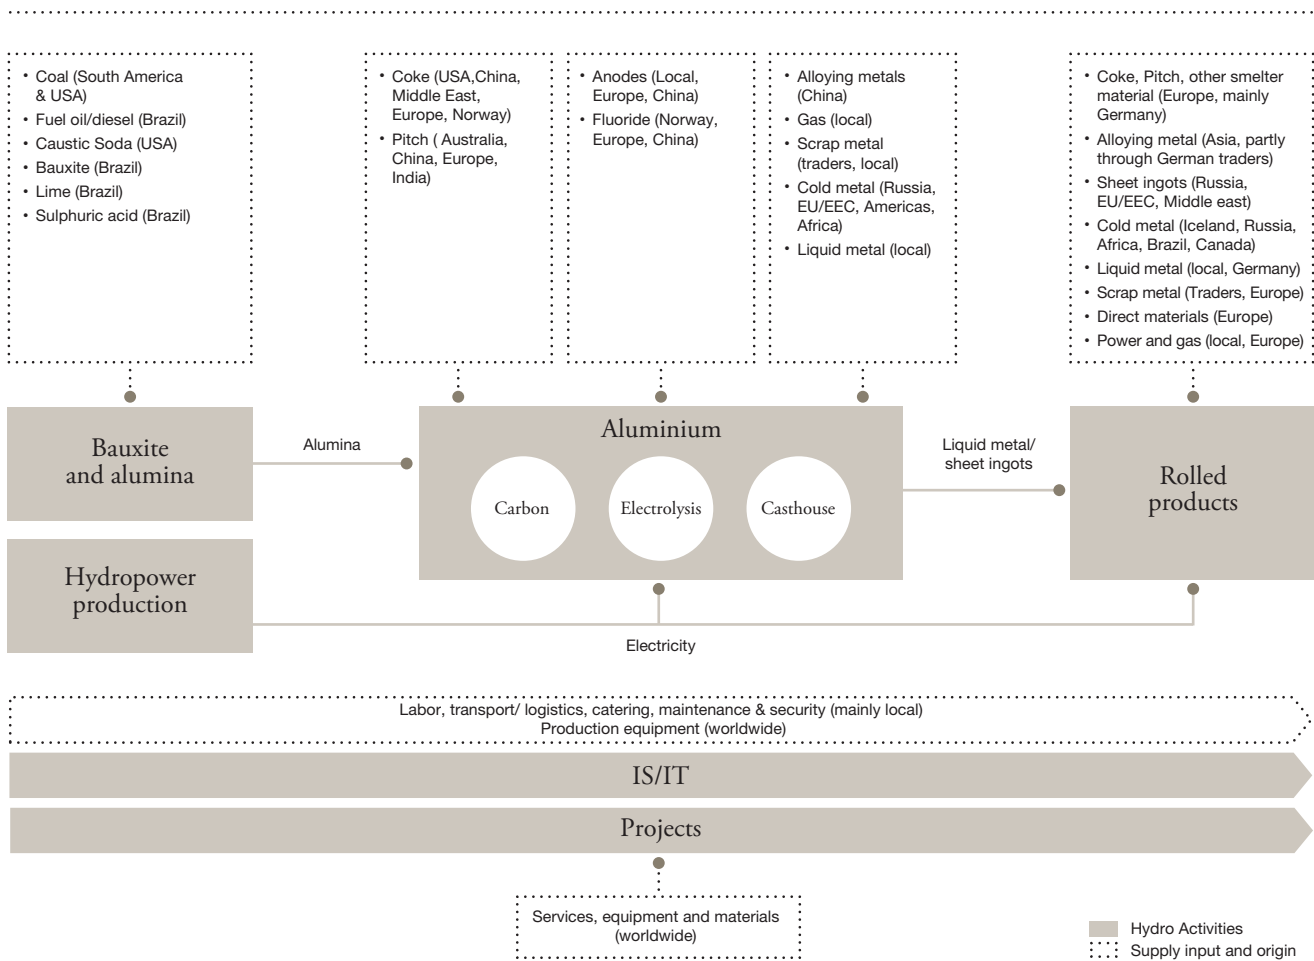 • Coal (South America
& USA)
• Fuel oil/diesel (Brazil)
• Caustic Soda (USA)
• Bauxite (Brazil)
• Lime (Brazil)
• Sulphuric acid (Brazil)
• Coke (USA,China,
Middle East,
Europe, Norway)
• Pitch ( Australia,
China, Europe,
India)
• Anodes (Local,
Europe, China)
• Fluoride (Norway,
Europe, China)
• Alloying metals
(China)
• Gas (local)
• Scrap metal
(traders, local)
• Cold metal (Russia,
EU/EEC, Americas,
Africa)
• Liquid metal (local)
• Coke, Pitch, other smelter
material (Europe, mainly
Germany)
• Alloying metal (Asia, partly
through German traders)
• Sheet ingots (Russia,
EU/EEC, Middle east)
• Cold metal (Iceland, Russia,
Africa, Brazil, Canada)
• Liquid metal (local, Germany)
• Scrap metal (Traders, Europe)
• Direct materials (Europe)
• Power and gas (local, Europe)
Bauxite
and alumina
Alumina
Aluminium
Carbon
Electrolysis
Casthouse
Liquid metal/
sheet ingots
Rolled
products
Hydropower
production
Electricity
Labor, transport/ logistics, catering, maintenance & security (mainly local)
Production equipment (worldwide)
IS/IT
Projects
Services, equipment and materials
(worldwide)
Hydro Activities
Supply input and origin